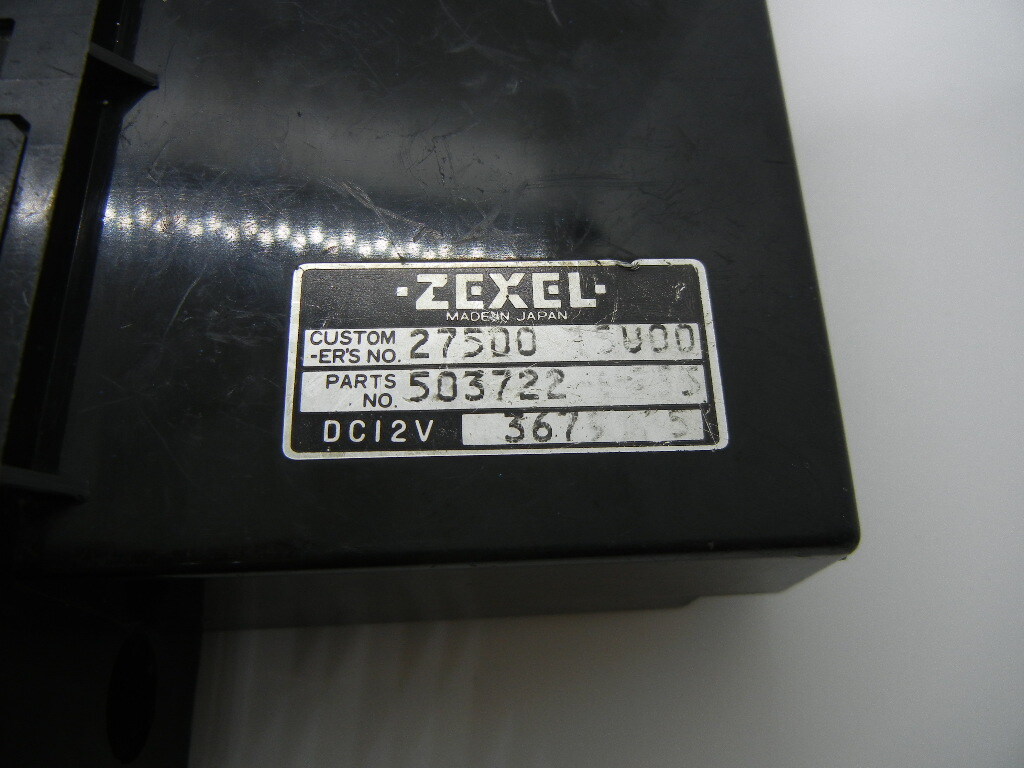 ·ZEXEL·
MADE IN JAPAN
CUSTOM
-ER'S NO. 27500
PARTS
NO. 503722
DC12V